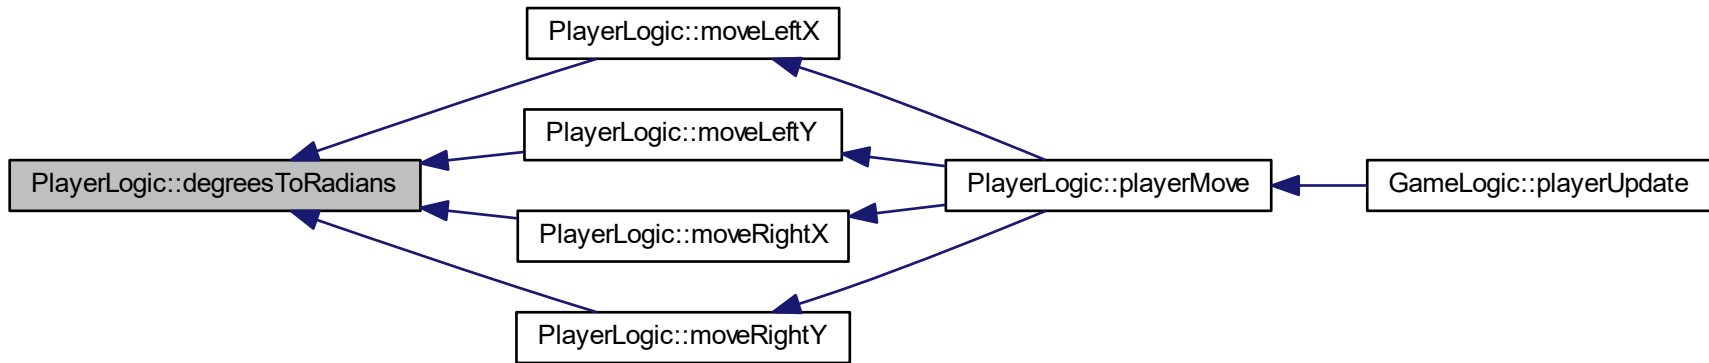 PlayerLogic::moveLeftX
PlayerLogic::moveLeftY
PlayerLogic::degreesToRadians
PlayerLogic::playerMove
GameLogic::playerUpdate
PlayerLogic::moveRightX
PlayerLogic::moveRightY